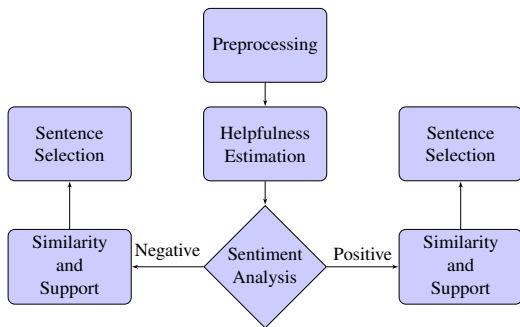 Preprocessing
Sentence
Selection
Helpfulness
Estimation
Sentence
Selection
Similarity
and
Support
Negative
Sentiment
Analysis
Positive
Similarity
and
Support